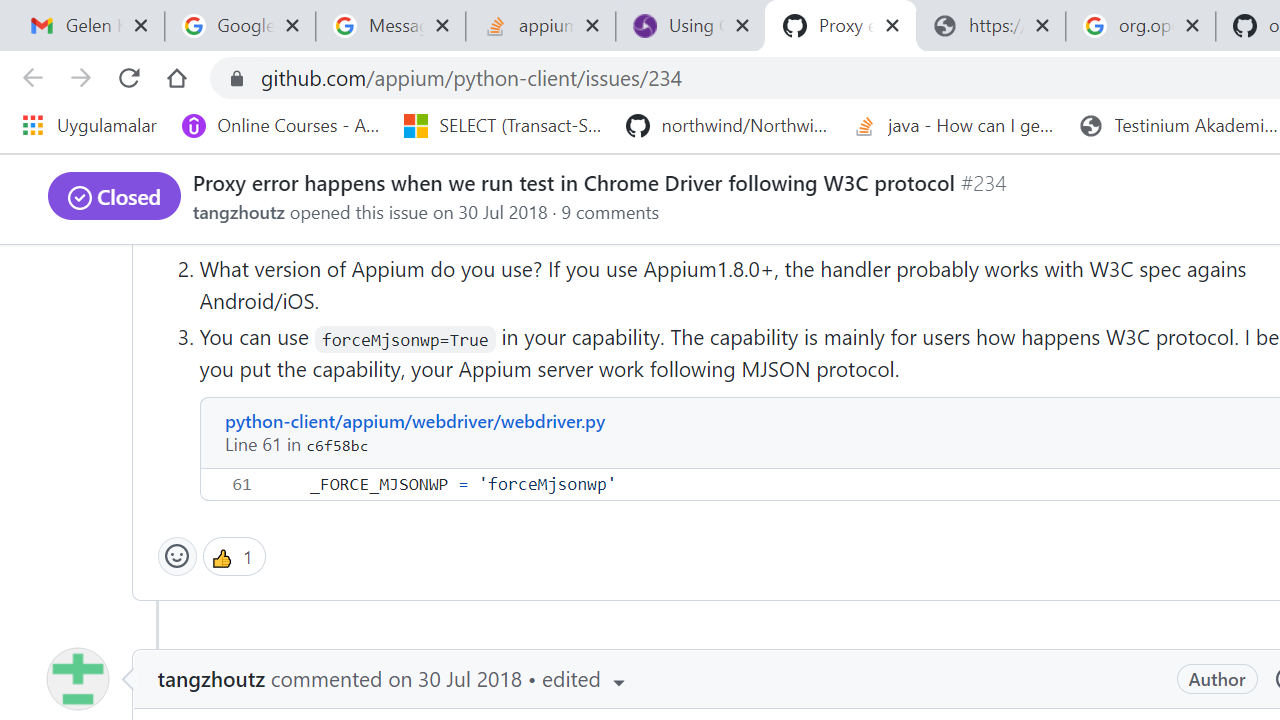 Gelen
Google
Messag
appium
Using
Proxy e
https:/
org.op
github.com/appium/python-client/issues/234
Uygulamalar
Online Courses - A...
SELECT (Transact-S...
northwind/Northwi...
java - How can I ge...
Testinium Akademi...
Closed
Proxy error happens when we run test in Chrome Driver following W3C protocol #234
tangzhoutz opened this issue on 30 Jul 2018 · 9 comments
2. What version of Appium do you use? If you use Appium1.8.0+, the handler probably works with W3C spec agains
Android/iOS.
3. You can use forceMjsonwp=True in your capability. The capability is mainly for users how happens W3C protocol. I be
you put the capability, your Appium server work following MJSON protocol.
python-client/appium/webdriver/webdriver.py
Line 61 in c6f58bc
61 _FORCE_MJSONWP = 'forceMjsonwp'
1
tangzhoutz commented on 30 Jul 2018 • edited
Author